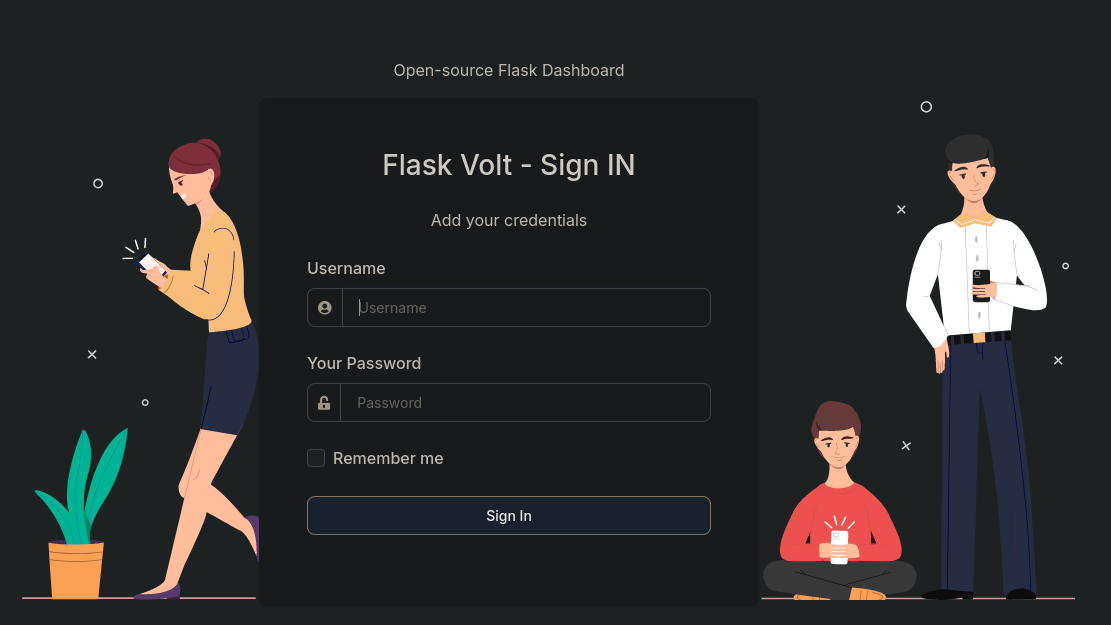 Open-source Flask Dashboard
Flask Volt - Sign IN
Add your credentials
Username
Username
Your Password
Password
Remember me
Sign In